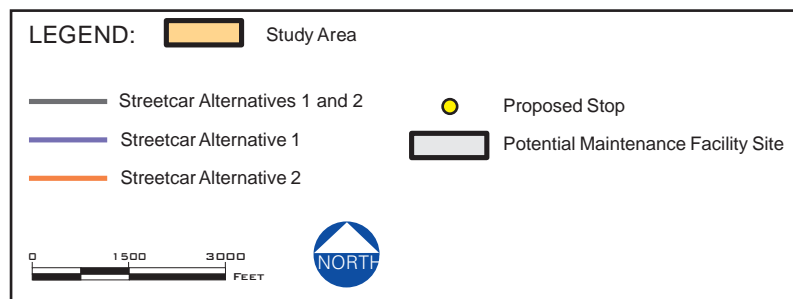 LEGEND: Study Area
Streetcar Alternatives 1 and 2
Streetcar Alternative 1
Streetcar Alternative 2
Proposed Stop
Potential Maintenance Facility Site
0 1500 3000
FEET
NORTH